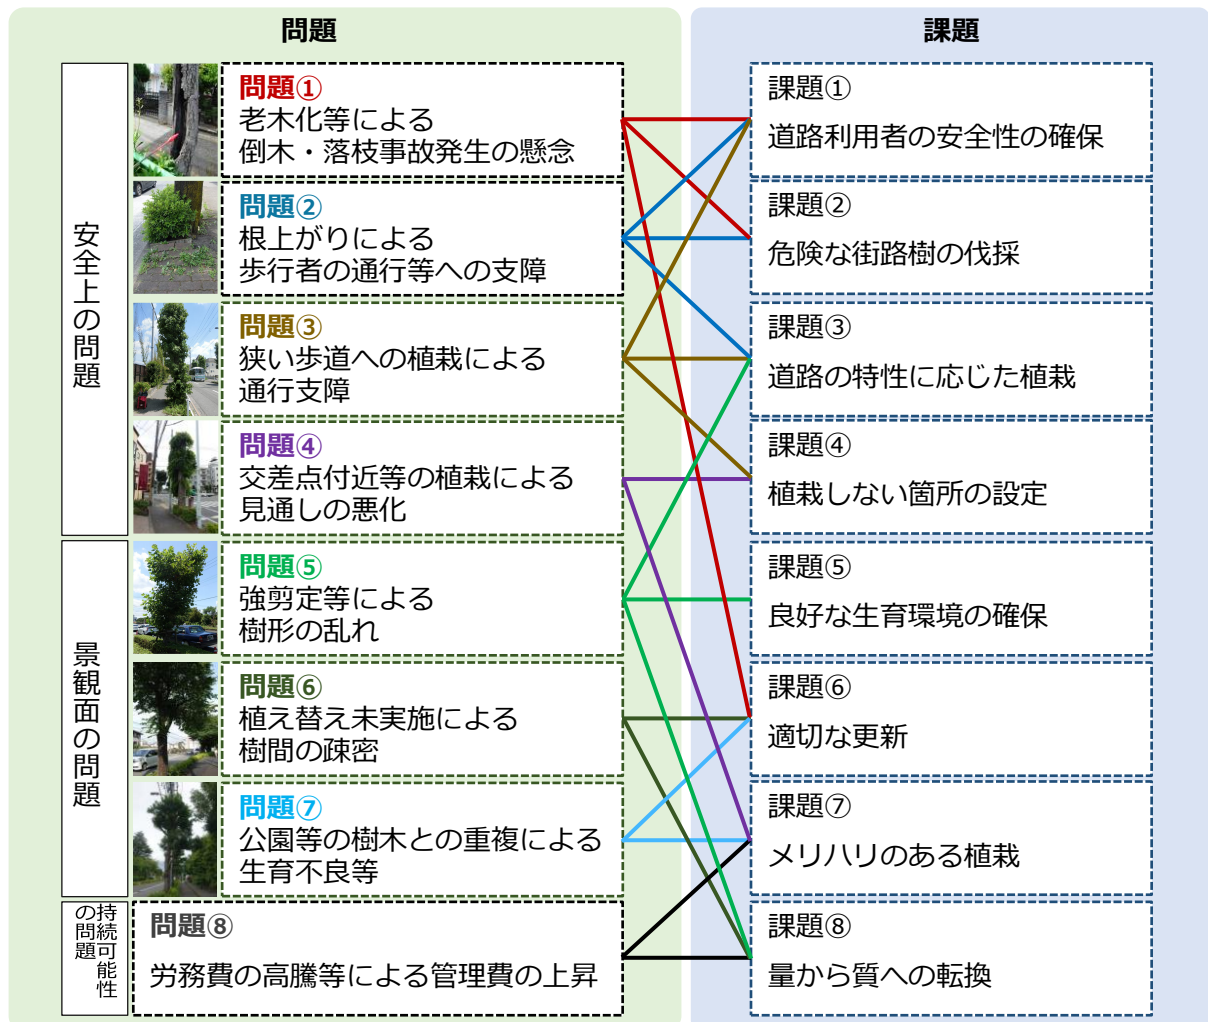 問題
課題
安全上の問題
問題①
老木化等による
倒木・落枝事故発生の懸念
問題②
根上がりによる
歩行者の通行等への支障
問題③
狭い歩道への植栽による
通行支障
問題④
交差点付近等の植栽による
見通しの悪化
景観面の問題
問題⑤
強剪定等による
樹形の乱れ
問題⑥
植え替え未実施による
樹間の疎密
問題⑦
公園等の樹木との重複による
生育不良等
持続可能性
の問題
問題⑧
労務費の高騰等による管理費の上昇
課題①
道路利用者の安全性の確保
課題②
危険な街路樹の伐採
課題③
道路の特性に応じた植栽
課題④
植栽しない箇所の設定
課題⑤
良好な生育環境の確保
課題⑥
適切な更新
課題⑦
メリハリのある植栽
課題⑧
量から質への転換